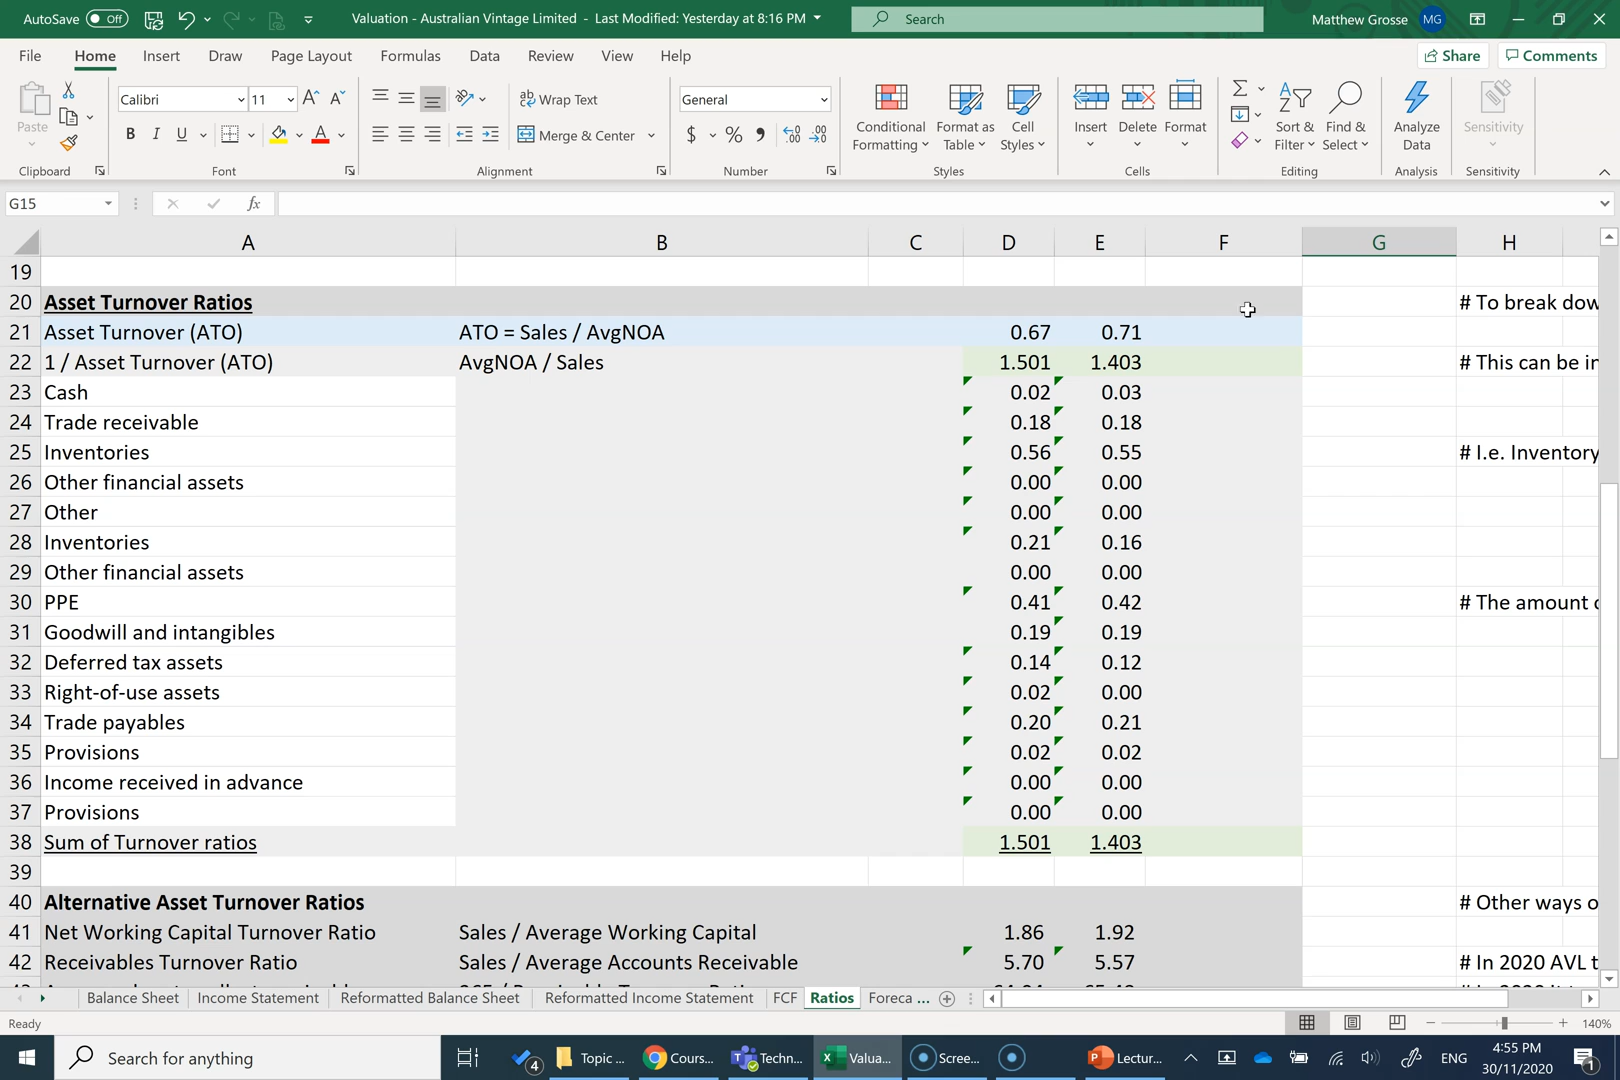 AutoSave Off Valuation - Australian Vintage Limited - Last Modified: Yesterday at 8:16 PM Search Matthew Grosse MG
File Home Insert Draw Page Layout Formulas Data Review View Help Share Comments
Calibri 11 Wrap Text General
Paste B I U Merge & Center $ % Conditional Formatting Format as Table Cell Styles Insert Delete Format Sort & Filter Find & Select Analyze Data Sensitivity
Clipboard Font Alignment Number Styles Cells Editing Analysis Sensitivity
G15 fx
A B C D E F G H
19
20 Asset Turnover Ratios # To break dow
21 Asset Turnover (ATO) ATO = Sales / AvgNOA 0.67 0.71
22 1 / Asset Turnover (ATO) AvgNOA / Sales 1.501 1.403 # This can be in
23 Cash 0.02 0.03
24 Trade receivable 0.18 0.18
25 Inventories 0.56 0.55 # I.e. Inventory
26 Other financial assets 0.00 0.00
27 Other 0.00 0.00
28 Inventories 0.21 0.16
29 Other financial assets 0.00 0.00
30 PPE 0.41 0.42 # The amount
31 Goodwill and intangibles 0.19 0.19
32 Deferred tax assets 0.14 0.12
33 Right-of-use assets 0.02 0.00
34 Trade payables 0.20 0.21
35 Provisions 0.02 0.02
36 Income received in advance 0.00 0.00
37 Provisions 0.00 0.00
38 Sum of Turnover ratios 1.501 1.403
39
40 Alternative Asset Turnover Ratios # Other ways o
41 Net Working Capital Turnover Ratio Sales / Average Working Capital 1.86 1.92
42 Receivables Turnover Ratio Sales / Average Accounts Receivable 5.70 5.57 # In 2020 AVL t
Balance Sheet Income Statement Reformatted Balance Sheet Reformatted Income Statement FCF Ratios Foreca ...
Ready 140%
Search for anything 4 Topic ... Cours... Techn... Valua... Scree... Lectur... ENG 4:55 PM
30/11/2020 1